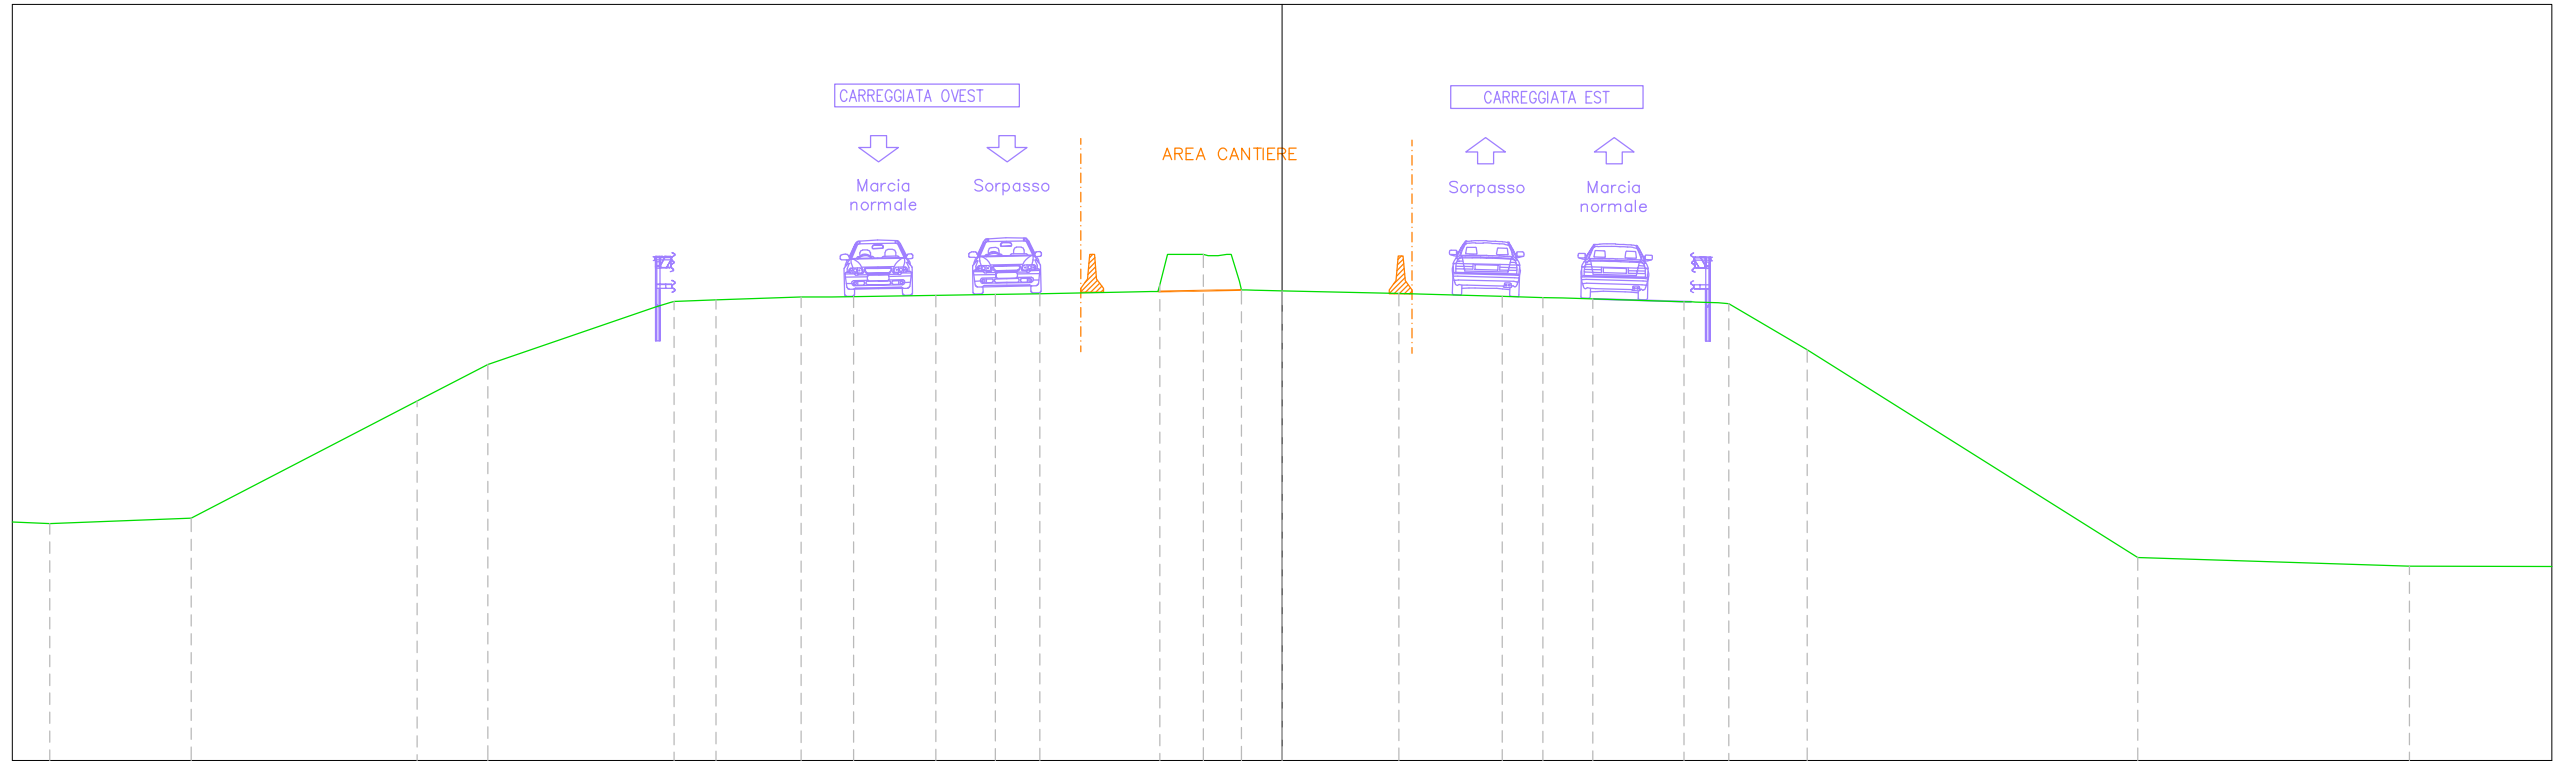 CARREGGIATA OVEST
CARREGGIATA EST
AREA CANTIERE
Marcia
normale
Sorpasso
Sorpasso
Marcia
normale